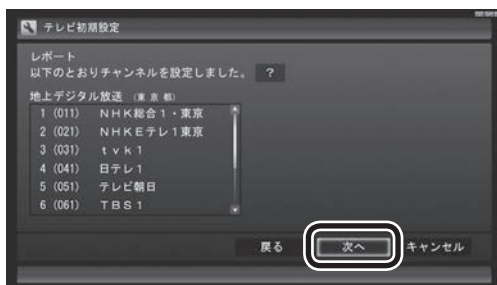 テレビ初期設定
レポート
以下のとおりチャンネルを設定しました。 ?
地上デジタル放送 (東京都)
1 (011) NHK総合1・東京
2 (021) NHKEテレ1東京
3 (031) tvk1
4 (041) 日テレ1
5 (051) テレビ朝日
6 (061) TBS1
戻る 次へ キャンセル